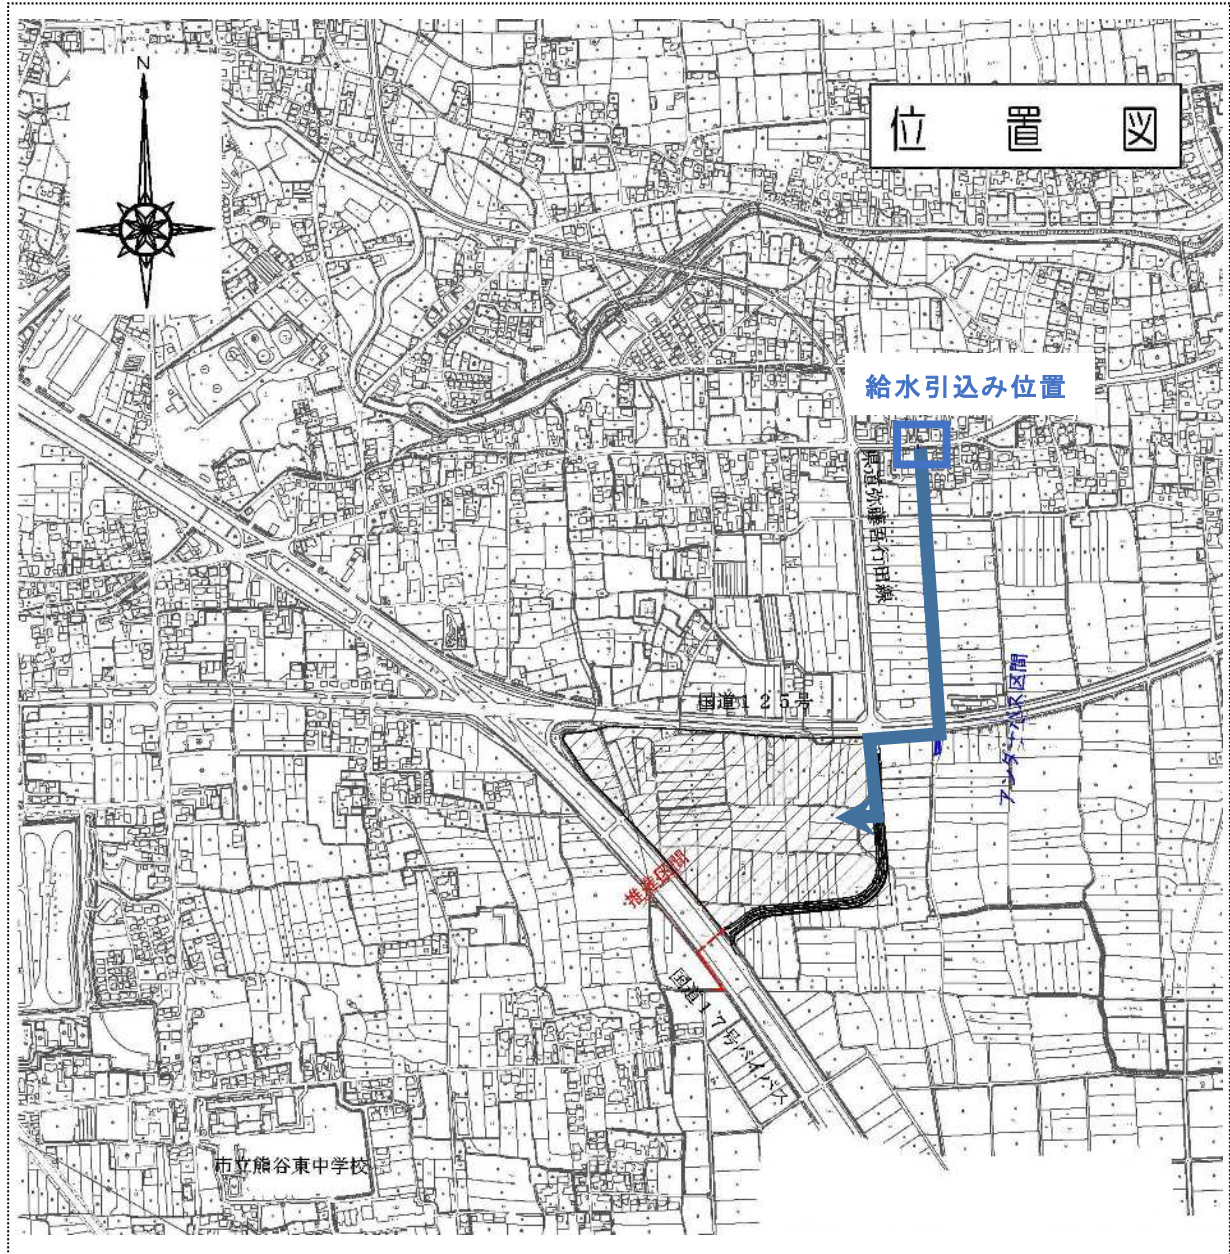 N
位置図
給水引込み位置
県道弥藤吾行田線
国道125号
アンダーパス区間
推進区間
国道17号バイパス
市立熊谷東中学校